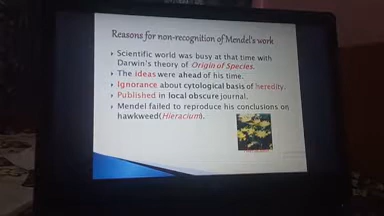 Reasons for non-recognition of Mendel's work
Scientific world was busy at that time with
Darwin's theory of Origin of Species.
The ideas were ahead of his time.
Ignorance about cytological basis of heredity.
Published in local obscure journal.
Mendel failed to reproduce his conclusions on
hawkweed(Hieracium).